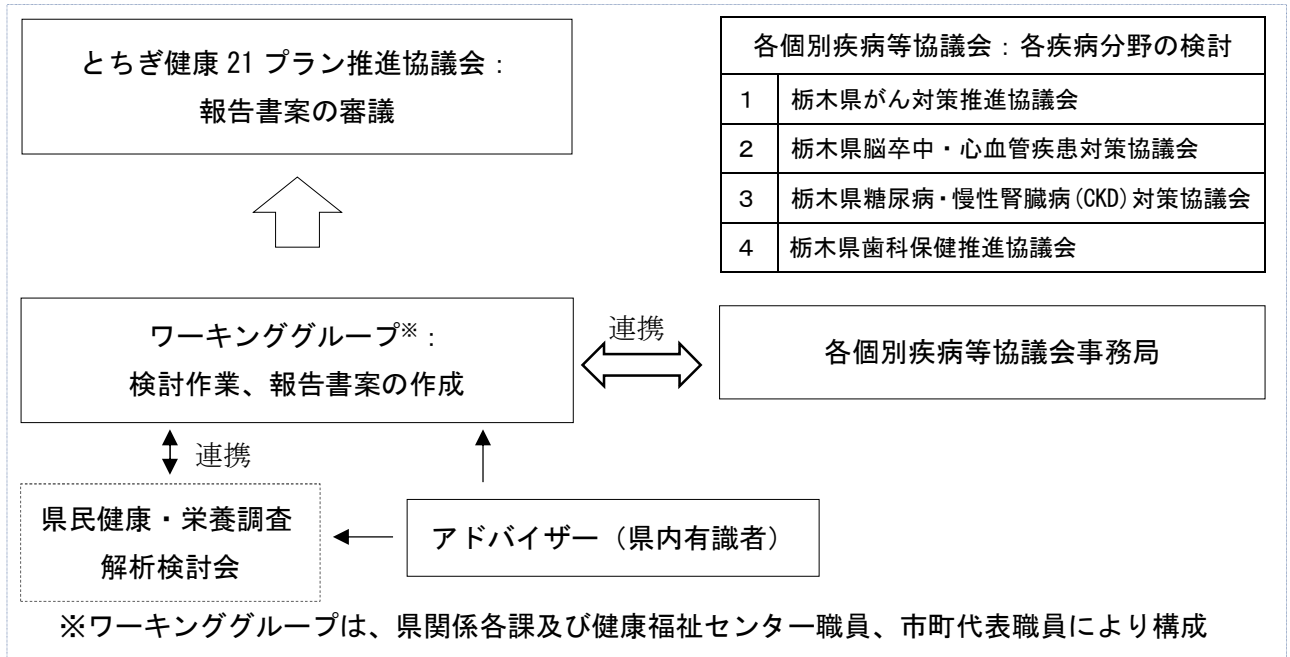 とちぎ健康 21 プラン推進協議会：
報告書案の審議
各個別疾病等協議会：各疾病分野の検討
1 栃木県がん対策推進協議会
2 栃木県脳卒中・心血管疾患対策協議会
3 栃木県糖尿病・慢性腎臓病(CKD)対策協議会
4 栃木県歯科保健推進協議会
ワーキンググループ※：
検討作業、報告書案の作成
連携
各個別疾病等協議会事務局
連携
県民健康・栄養調査
解析検討会
アドバイザー（県内有識者）
※ワーキンググループは、県関係各課及び健康福祉センター職員、市町代表職員により構成